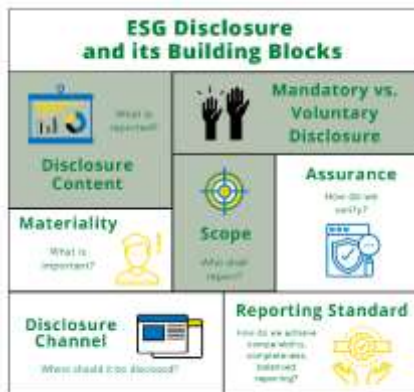 ESG Disclosure
and its Building Blocks
What is
reported?
Disclosure
Content
Mandatory vs.
Voluntary
Disclosure
Materiality
What is
important?
Scope
Who shall
report?
Assurance
How do we
verify?
Disclosure
Channel
Where should it be disclosed?
Reporting Standard
How do we achieve
comparability,
completeness,
balanced
reporting?